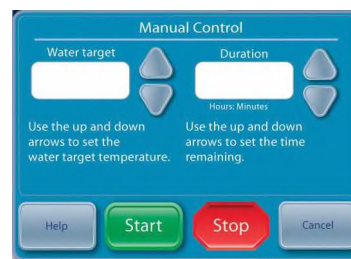 Manual Control
Water target
Duration
Hours: Minutes
Use the up and down
arrows to set the
water target temperature.
Use the up and down
arrows to set the time
remaining.
Help
Start
Stop
Cancel